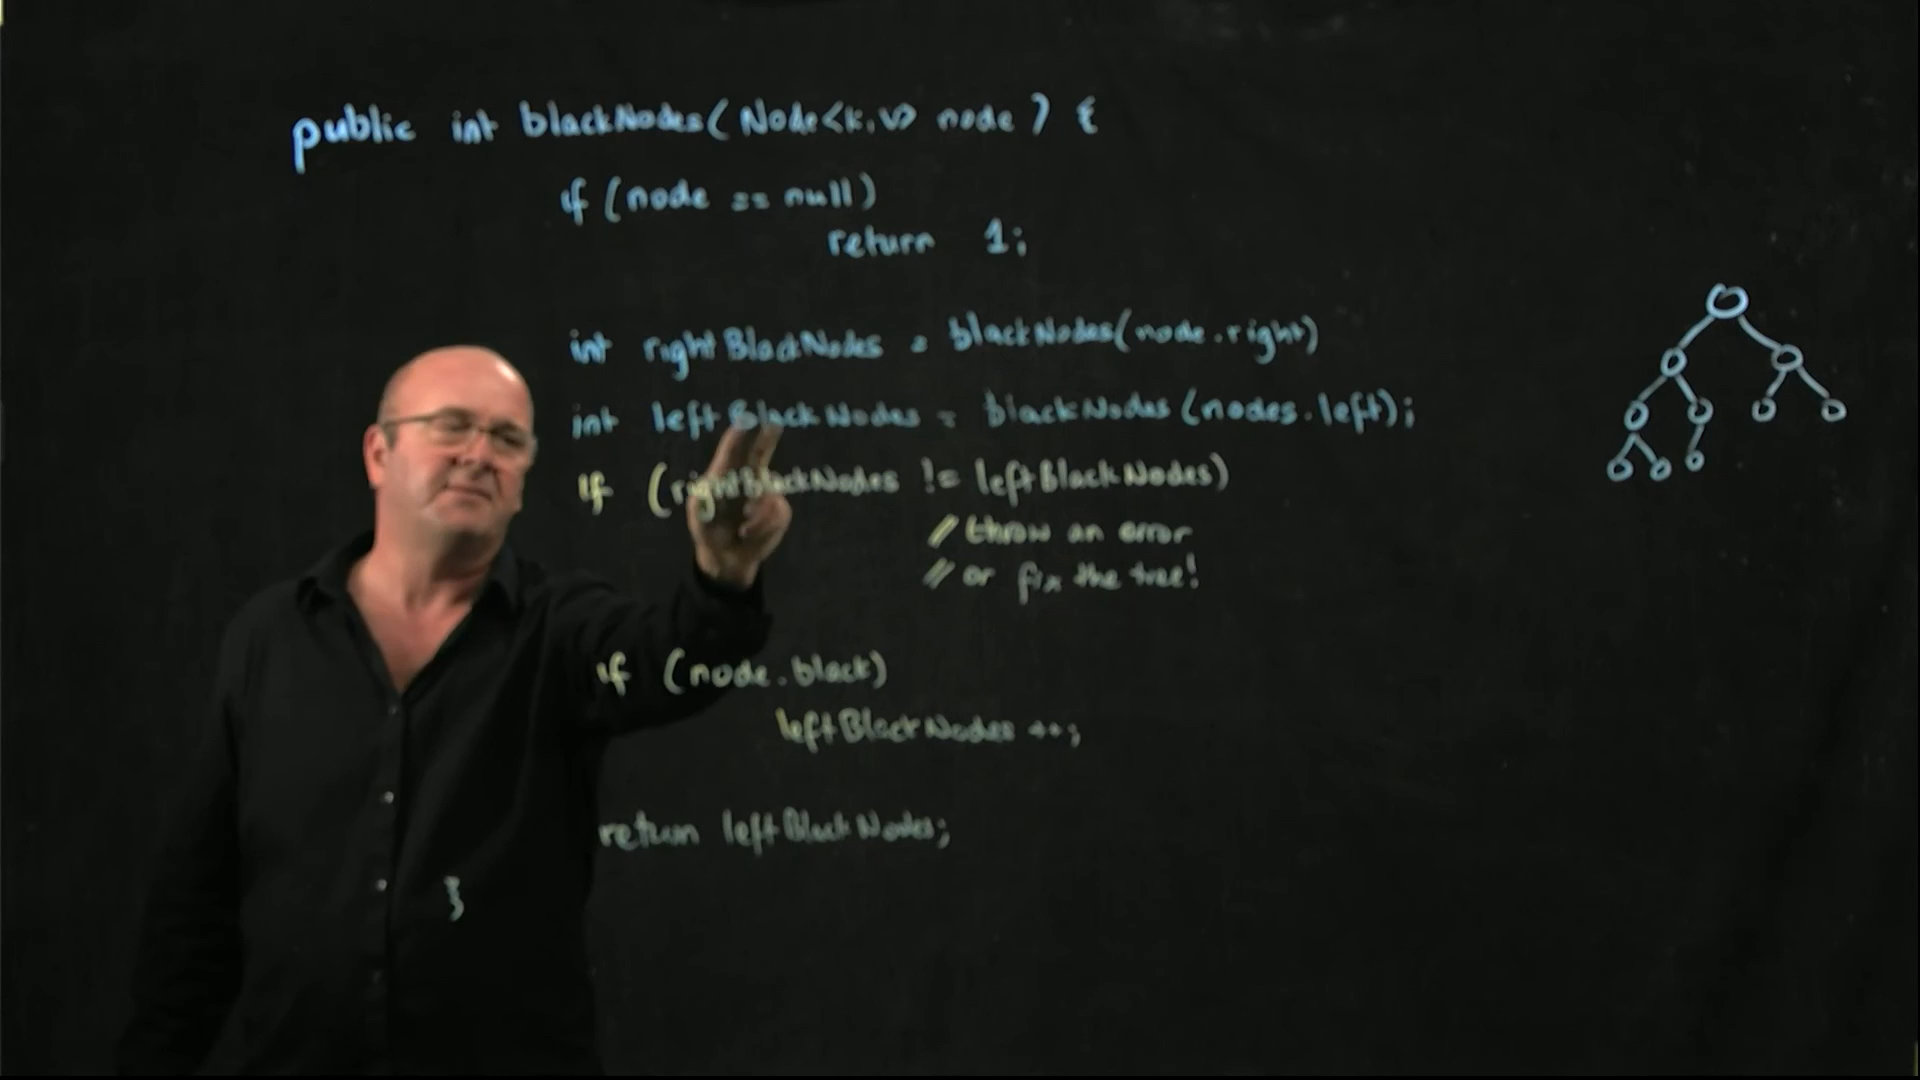 public int blackNodes( Node<K,V> node ) {
if (node == null)
return 1;
int rightBlackNodes = blackNodes(node.right)
int leftBlackNodes = blackNodes (nodes.left);
if (rightBlackNodes != leftBlackNodes)
// throw an error
// or fix the tree!
if (node.black)
leftBlackNodes ++;
return leftBlackNodes;
}